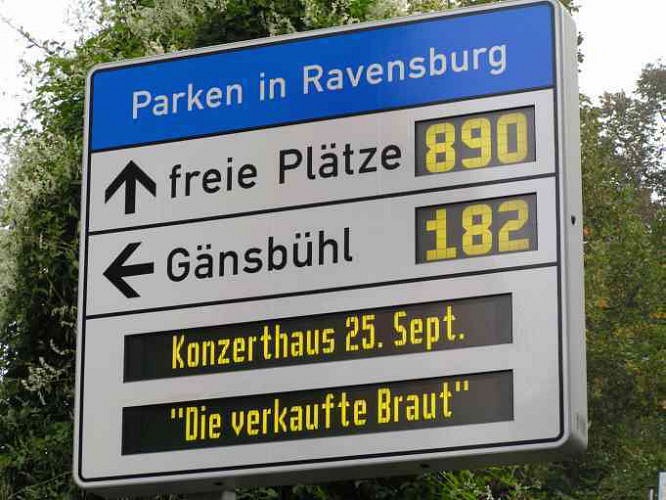 Parken in Ravensburg
freie Plätze 890
Gänsbühl 182
Konzerthaus 25. Sept.
"Die verkaufte Braut"